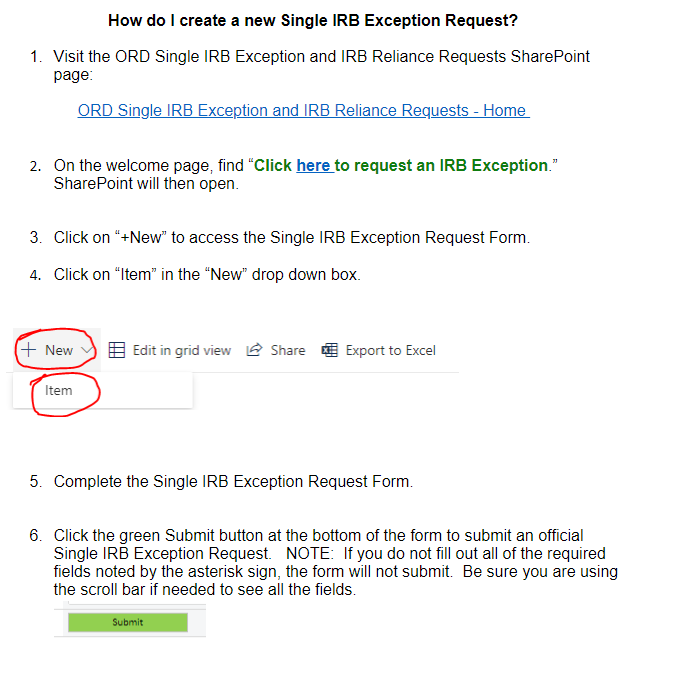 How do I create a new Single IRB Exception Request?
1. Visit the ORD Single IRB Exception and IRB Reliance Requests SharePoint
page:
ORD Single IRB Exception and IRB Reliance Requests - Home
2. On the welcome page, find “Click here to request an IRB Exception.”
SharePoint will then open.
3. Click on “+New” to access the Single IRB Exception Request Form.
4. Click on “Item” in the “New” drop down box.
+ New Edit in grid view Share Export to Excel
Item
5. Complete the Single IRB Exception Request Form.
6. Click the green Submit button at the bottom of the form to submit an official
Single IRB Exception Request. NOTE: If you do not fill out all of the required
fields noted by the asterisk sign, the form will not submit. Be sure you are using
the scroll bar if needed to see all the fields.
Submit